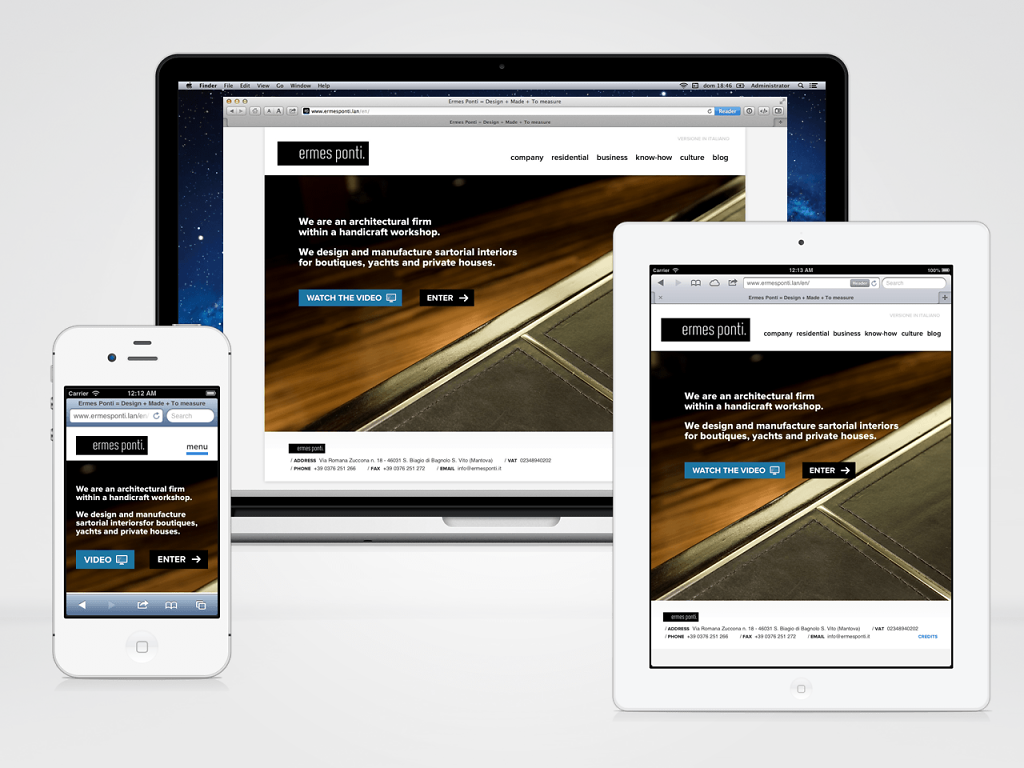 Finder File Edit View Go Window Help
dom 18:46 Administrator
Ermes Ponti = Design + Made + To measure
www.ermesponti.lan/en/
Reader
Ermes Ponti = Design + Made + To measure
VERSIONE IN ITALIANO
ermes ponti.
company residential business know-how culture blog
We are an architectural firm
within a handicraft workshop.
We design and manufacture sartorial interiors
for boutiques, yachts and private houses.
WATCH THE VIDEO
ENTER
ermes ponti.
/ ADDRESS Via Romana Zuccona n. 18 - 46031 S. Biagio di Bagnolo S. Vito (Mantova) / VAT 02348940202
/ PHONE +39 0376 251 266 / FAX +39 0376 251 272 / EMAIL info@ermesponti.it
Carrier 12:13 AM 100%
www.ermesponti.lan/en/
Reader
Search
Ermes Ponti = Design + Made + To measure
VERSIONE IN ITALIANO
ermes ponti.
company residential business know-how culture blog
We are an architectural firm
within a handicraft workshop.
We design and manufacture sartorial interiors
for boutiques, yachts and private houses.
WATCH THE VIDEO
ENTER
ermes ponti.
/ ADDRESS Via Romana Zuccona n. 18 - 46031 S. Biagio di Bagnolo S. Vito (Mantova) / VAT 02348940202
/ PHONE +39 0376 251 266 / FAX +39 0376 251 272 / EMAIL info@ermesponti.it
CREDITS
Carrier 12:12 AM
Ermes Ponti = Design + Made + To measure
www.ermesponti.lan/en/
Search
ermes ponti.
menu
We are an architectural firm
within a handicraft workshop.
We design and manufacture
sartorial interiorsfor boutiques,
yachts and private houses.
VIDEO
ENTER